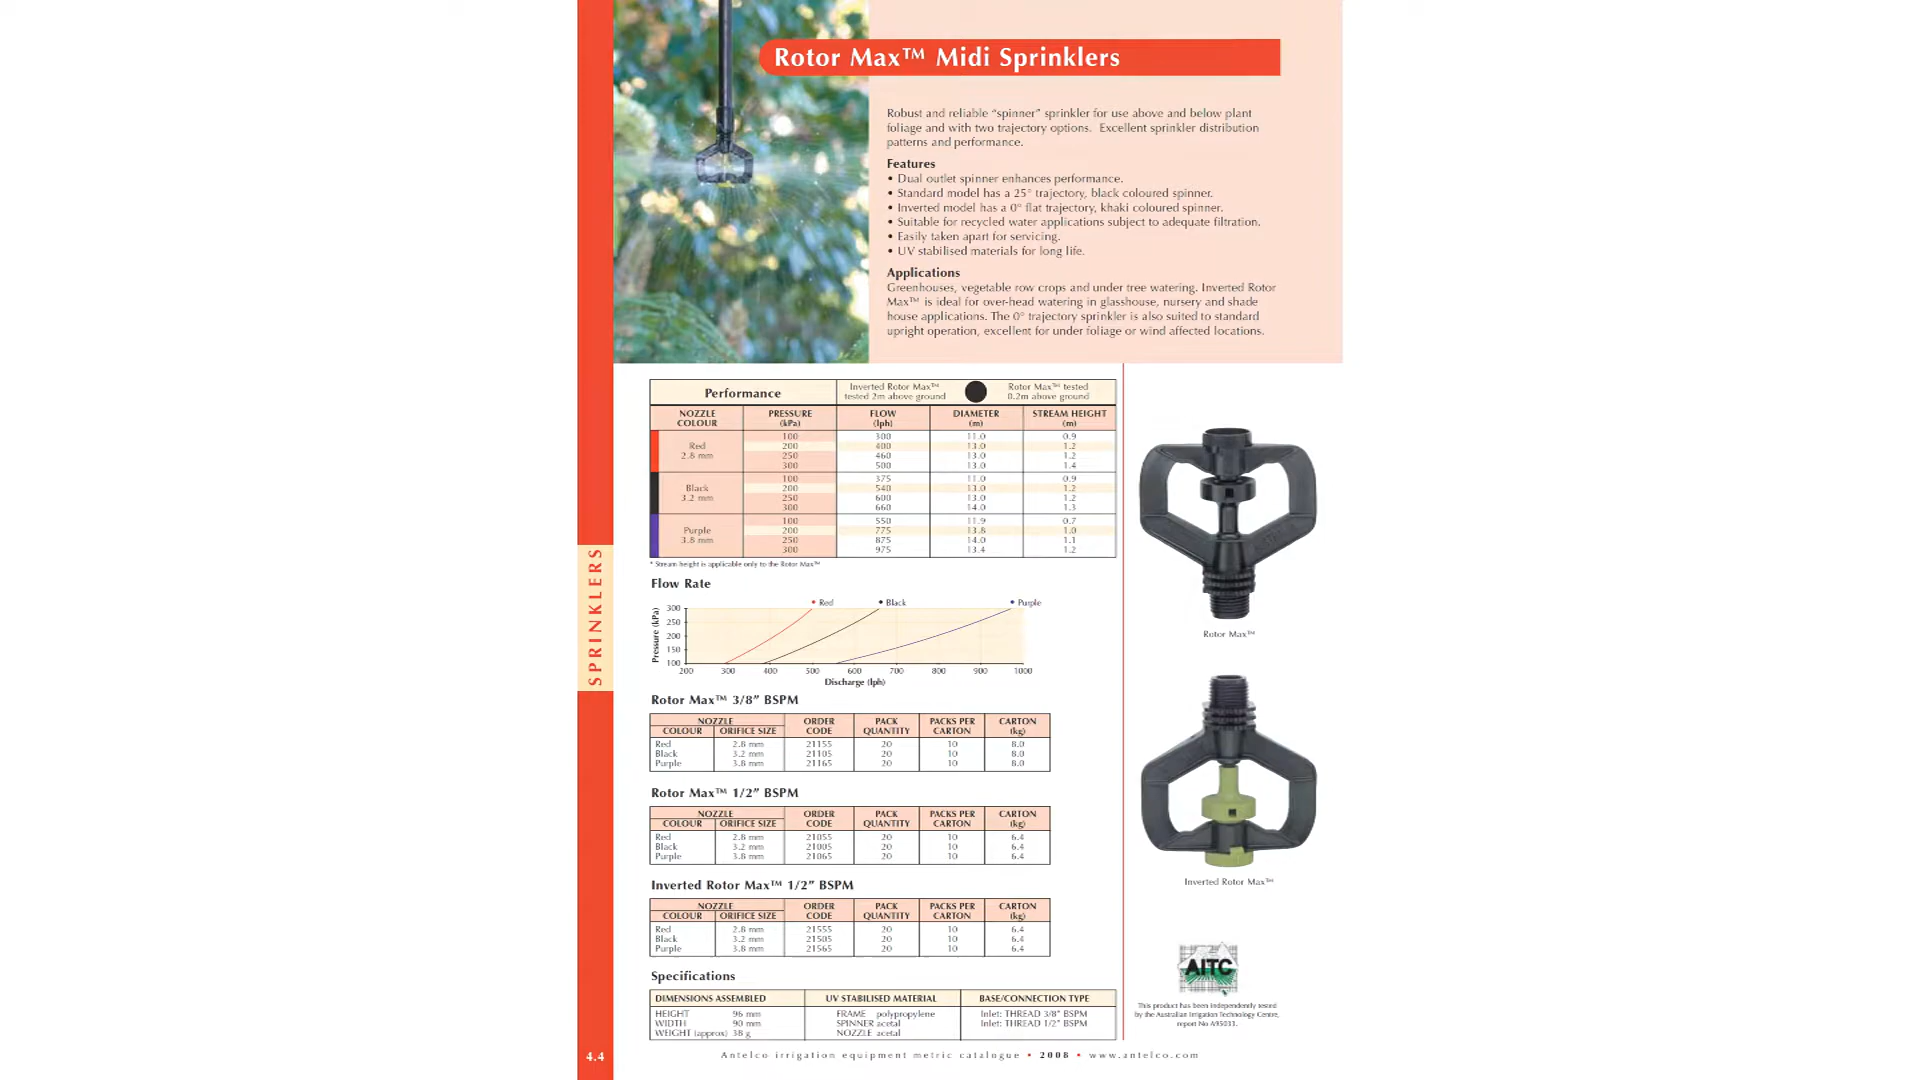 Rotor Max™ Midi Sprinklers
Robust and reliable "spinner" sprinkler for use above and below plant
foliage and with two trajectory options. Excellent sprinkler distribution
patterns and performance.
Features
• Dual outlet spinner enhances performance.
• Standard model has a 25° trajectory, black coloured spinner.
• Inverted model has a 0° flat trajectory, khaki coloured spinner.
• Suitable for recycled water applications subject to adequate filtration.
• Easily taken apart for servicing.
• UV stabilised materials for long life.
Applications
Greenhouses, vegetable row crops and under tree watering. Inverted Rotor
Max™ is ideal for over-head watering in glasshouse, nursery and shade
house applications. The 0° trajectory sprinkler is also suited to standard
upright operation, excellent for under foliage or wind affected locations.
Performance
Inverted Rotor Max™
tested 2m above ground
Rotor Max™ tested
0.2m above ground
NOZZLE COLOUR PRESSURE (kPa) FLOW (lph) DIAMETER (m) STREAM HEIGHT (m)
Red 2.8 mm
100 300 11.0 0.9
200 400 13.0 1.2
250 460 13.0 1.2
300 500 13.0 1.4
Black 3.2 mm
100 375 11.0 0.9
200 540 13.0 1.2
250 600 13.0 1.2
300 660 14.0 1.3
Purple 3.8 mm
100 550 11.9 0.7
200 775 13.8 1.0
250 875 14.0 1.1
300 975 13.4 1.2
* Stream height is applicable only to the Rotor Max™
Flow Rate
• Red • Black • Purple
Pressure (kPa)
300
250
200
150
100
200 300 400 500 600 700 800 900 1000
Discharge (lph)
Rotor Max™ 3/8" BSPM
NOZZLE ORDER PACK PACKS PER CARTON
COLOUR ORIFICE SIZE CODE QUANTITY CARTON (kg)
Red 2.8 mm 21155 20 10 8.0
Black 3.2 mm 21105 20 10 8.0
Purple 3.8 mm 21165 20 10 8.0
Rotor Max™ 1/2" BSPM
NOZZLE ORDER PACK PACKS PER CARTON
COLOUR ORIFICE SIZE CODE QUANTITY CARTON (kg)
Red 2.8 mm 21055 20 10 6.4
Black 3.2 mm 21005 20 10 6.4
Purple 3.8 mm 21065 20 10 6.4
Inverted Rotor Max™ 1/2" BSPM
NOZZLE ORDER PACK PACKS PER CARTON
COLOUR ORIFICE SIZE CODE QUANTITY CARTON (kg)
Red 2.8 mm 21555 20 10 6.4
Black 3.2 mm 21505 20 10 6.4
Purple 3.8 mm 21565 20 10 6.4
Specifications
DIMENSIONS ASSEMBLED UV STABILISED MATERIAL BASE/CONNECTION TYPE
HEIGHT 96 mm FRAME polypropylene Inlet: THREAD 3/8" BSPM
WIDTH 90 mm SPINNER acetal Inlet: THREAD 1/2" BSPM
WEIGHT (approx) 38 g NOZZLE acetal
Rotor Max™
Inverted Rotor Max™
AITC
This product has been independently tested
by the Australian Irrigation Technology Centre,
report No A95033.
SPRINKLERS
4.4
Antelco irrigation equipment metric catalogue • 2008 • www.antelco.com